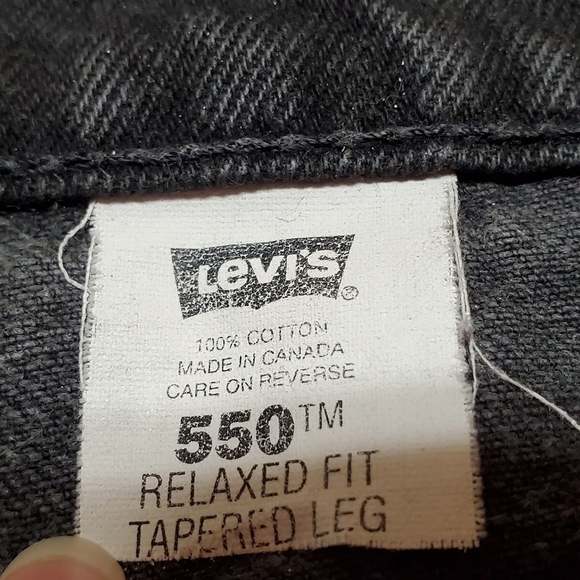 Levi's®
100% COTTON
MADE IN CANADA
CARE ON REVERSE
550™
RELAXED FIT
TAPERED LEG